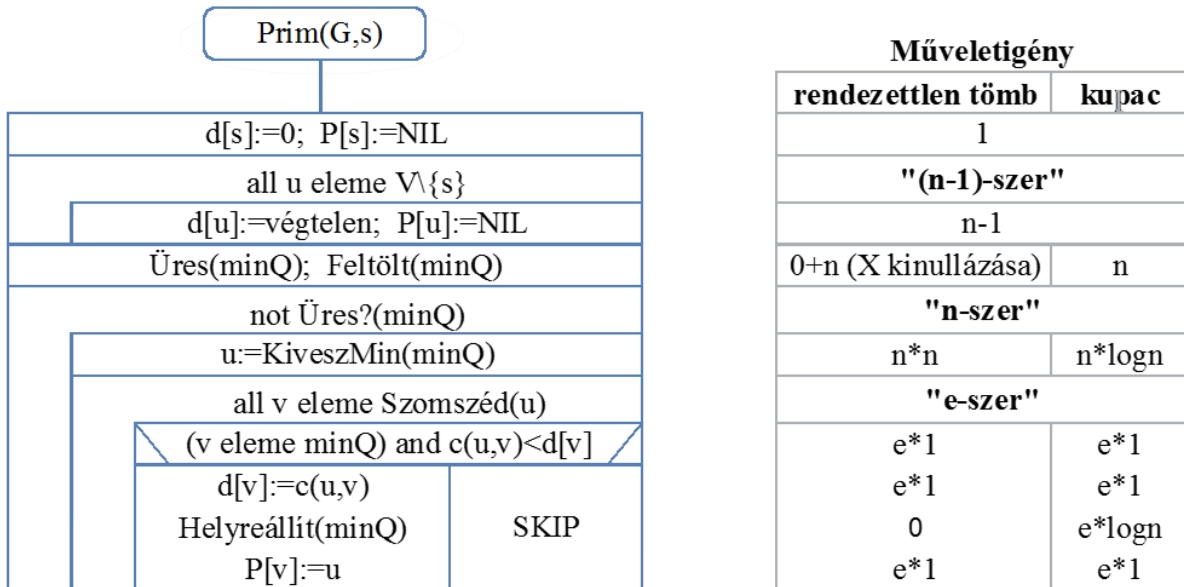 Prim(G,s)
Műveletigény
rendezettlen tömb kupac
d[s]:=0; P[s]:=NIL
1
all u eleme V\{s}
"(n-1)-szer"
d[u]:=végtelen; P[u]:=NIL
n-1
Üres(minQ); Feltölt(minQ)
0+n (X kinullázása) n
not Üres?(minQ)
"n-szer"
u:=KiveszMin(minQ)
n*n n*logn
all v eleme Szomszéd(u)
"e-szer"
(v eleme minQ) and c(u,v)<d[v]
e*1 e*1
d[v]:=c(u,v)
e*1 e*1
Helyreállít(minQ) SKIP
0 e*logn
P[v]:=u
e*1 e*1